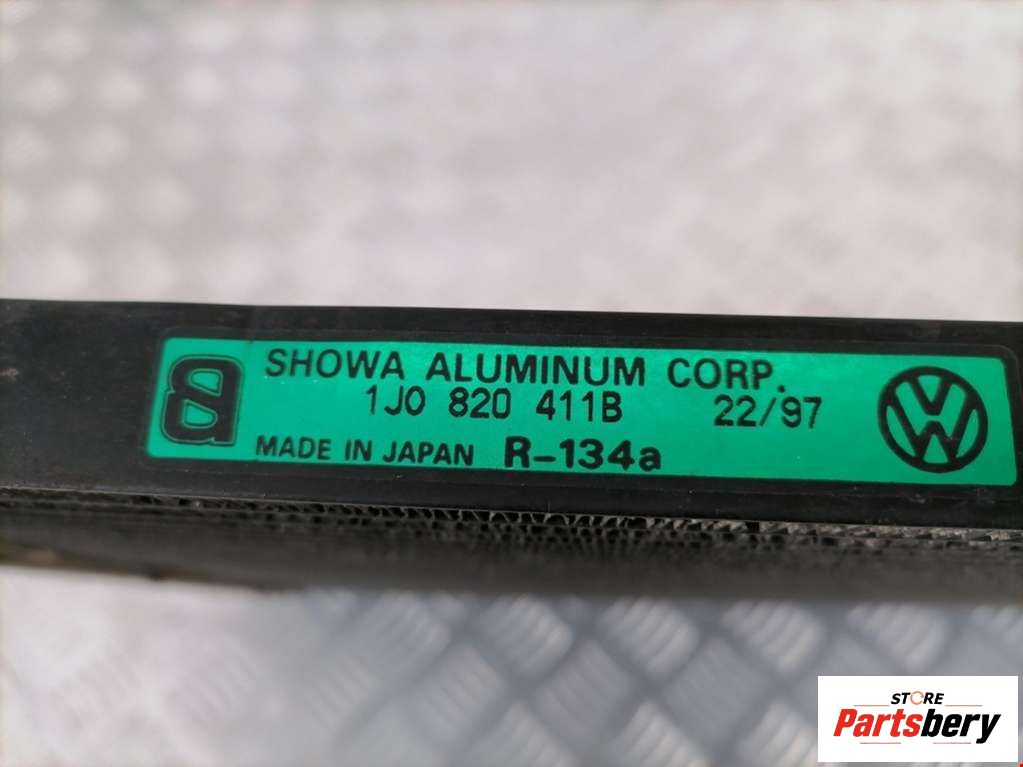 SHOWA ALUMINUM CORP.
1J0 820 411B 22/97
MADE IN JAPAN R-134a
STORE
Partsbery